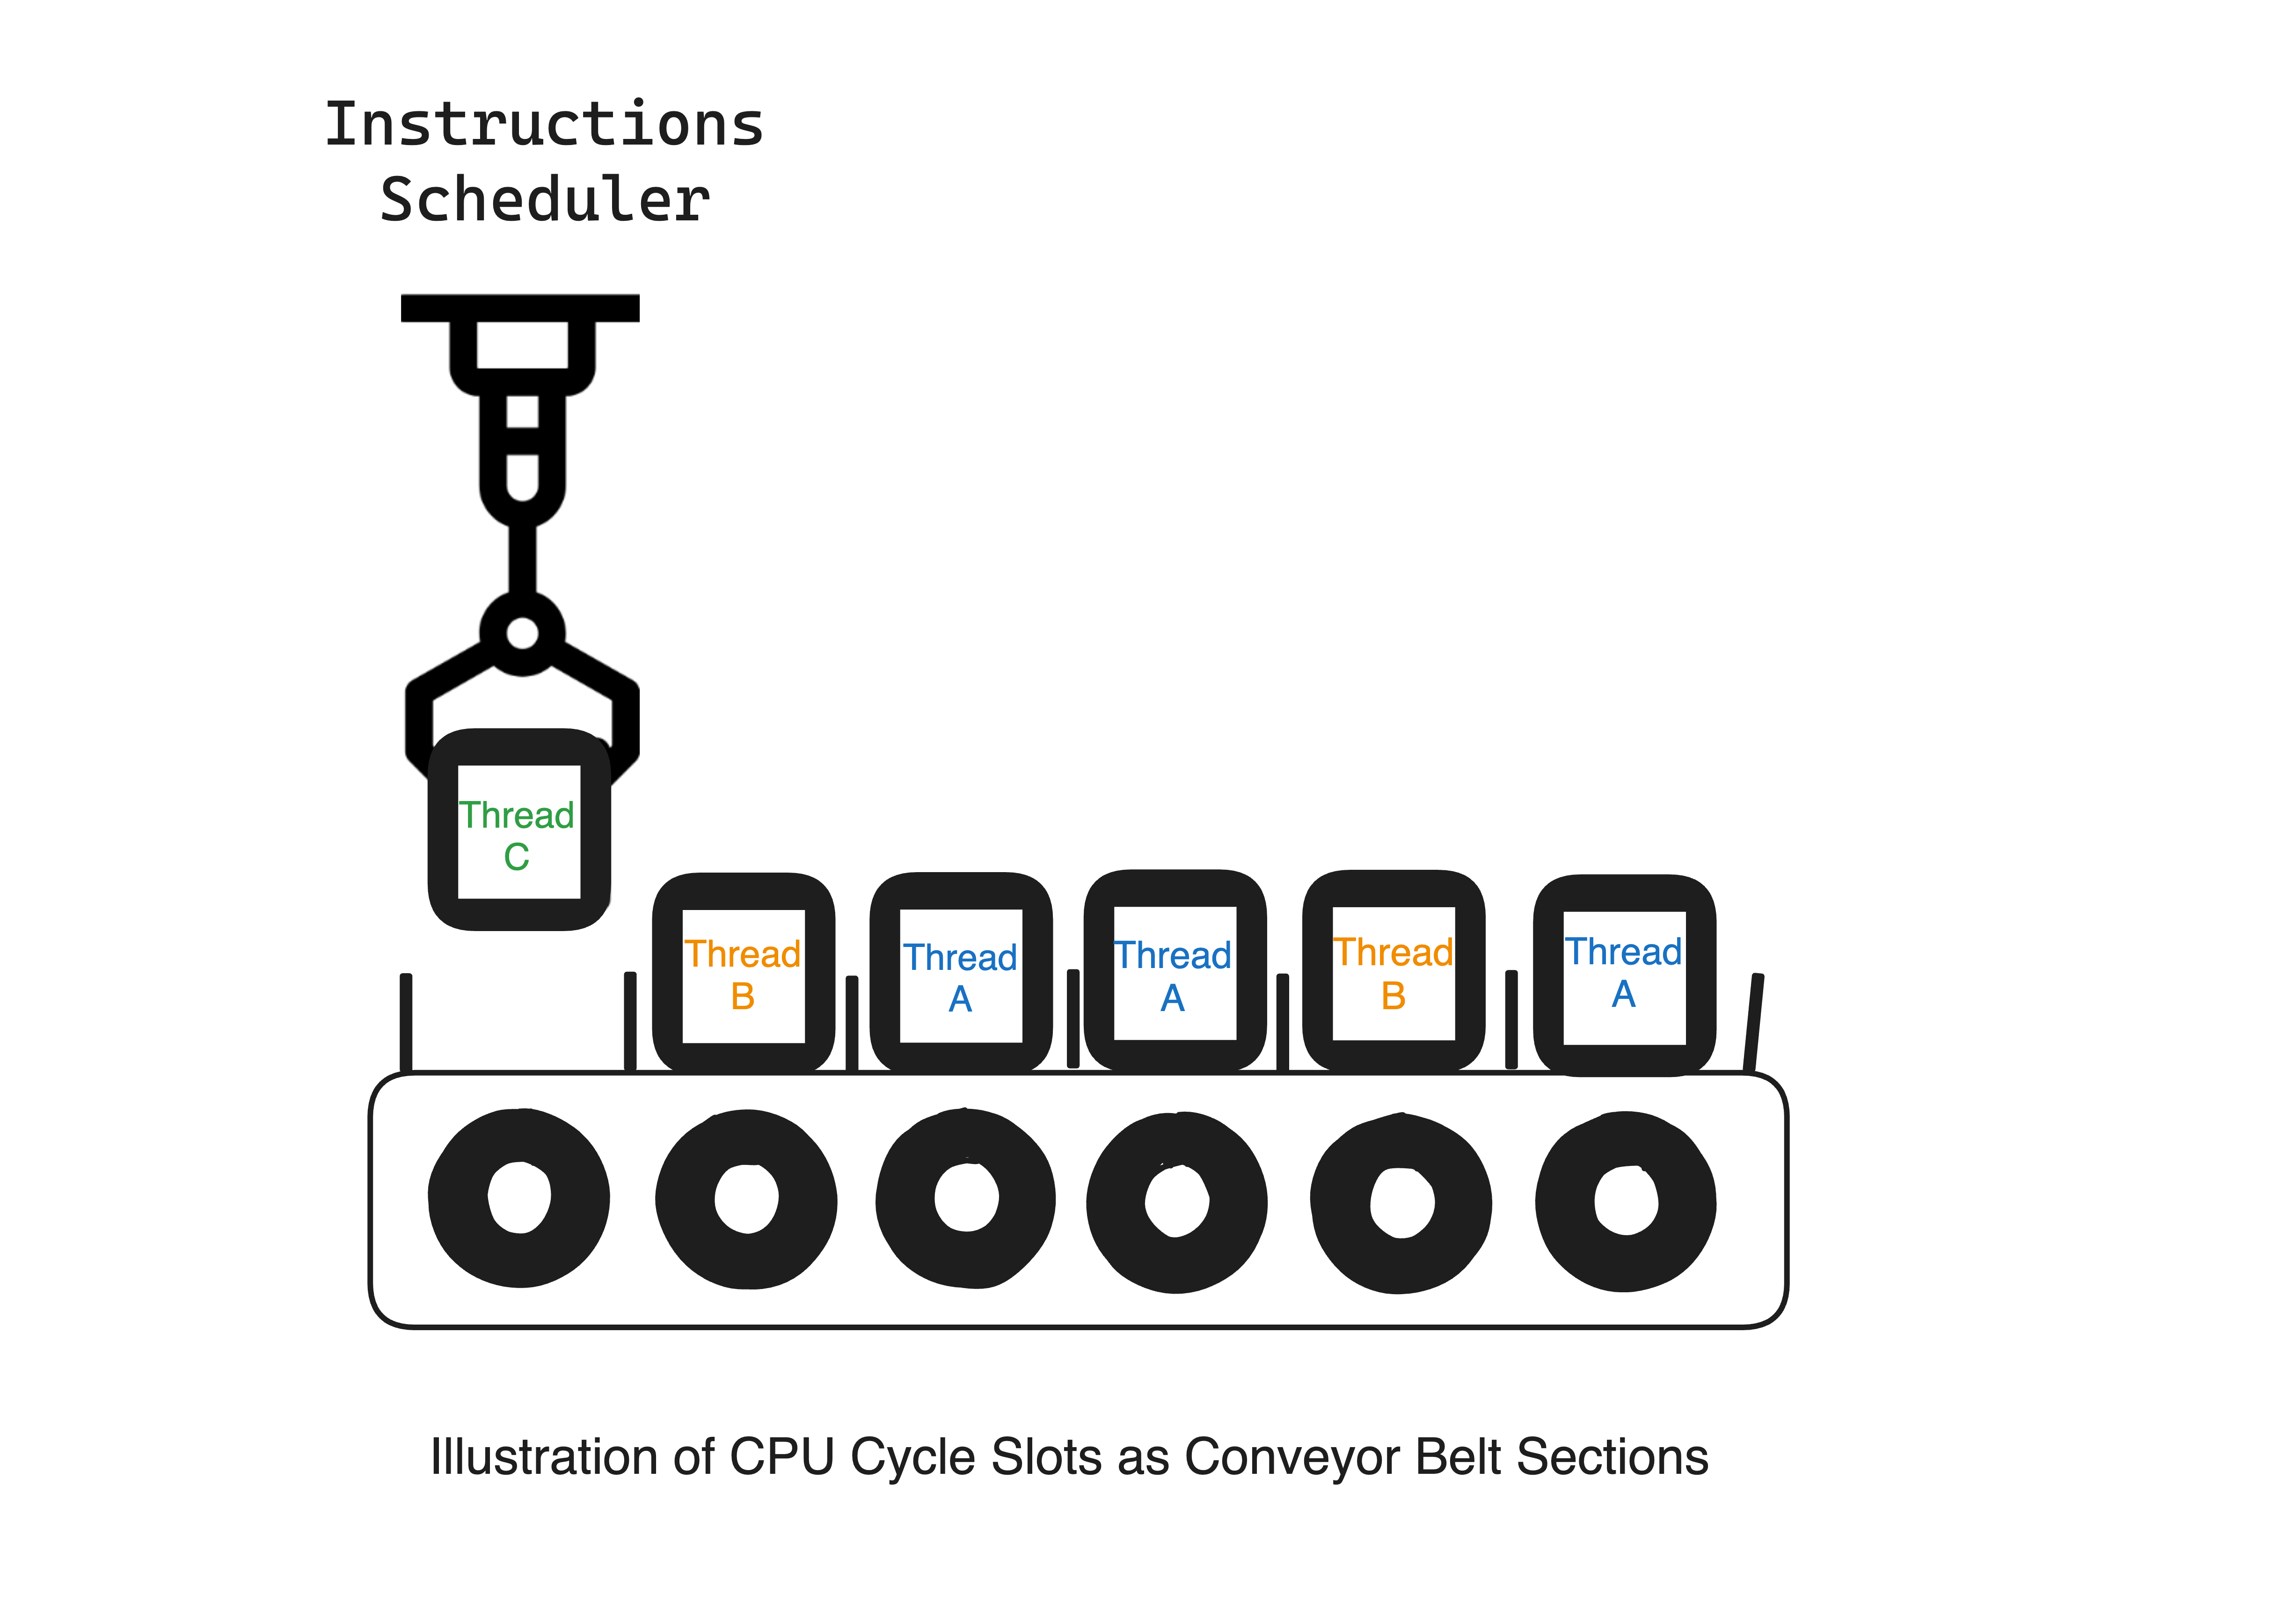 Instructions
Scheduler
Thread
C
Thread
B
Thread
A
Thread
A
Thread
B
Thread
A
Illustration of CPU Cycle Slots as Conveyor Belt Sections